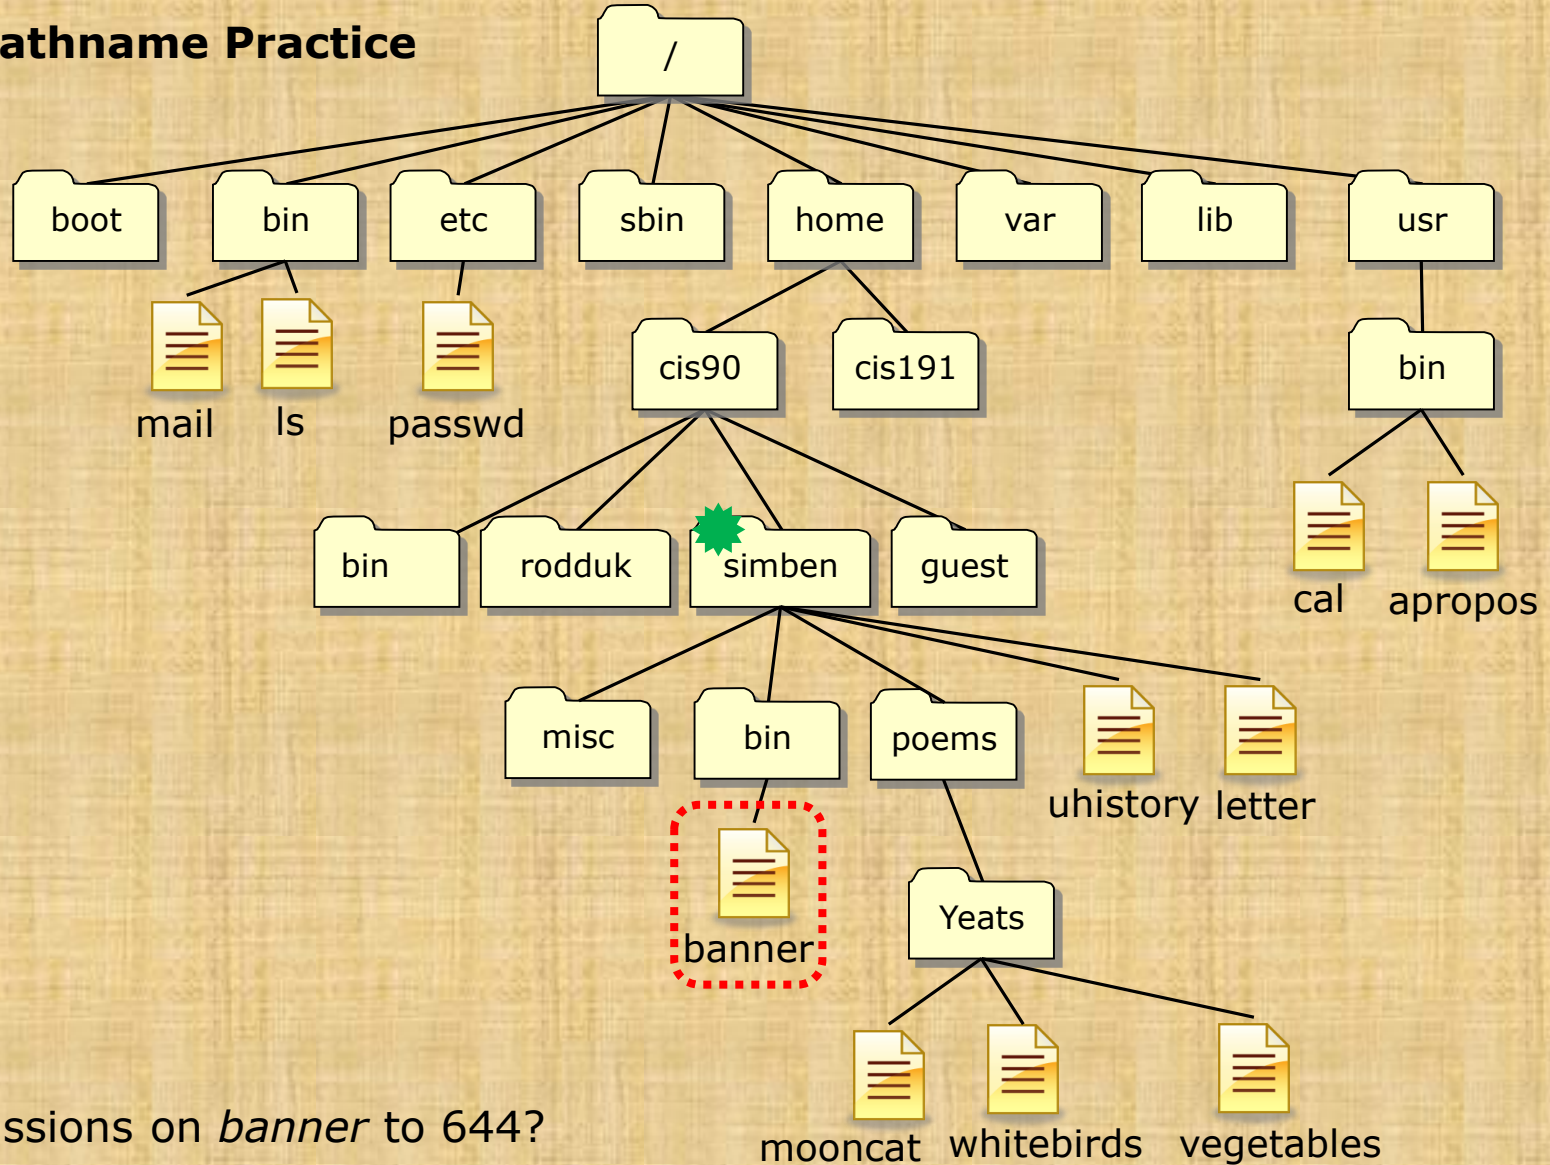 athname Practice
/
boot bin etc sbin home var lib usr
mail ls passwd
cis90 cis191 bin
bin rodduk simben guest
cal apropos
misc bin poems
uhistory letter
banner
Yeats
ssions on banner to 644?
mooncat whitebirds vegetables